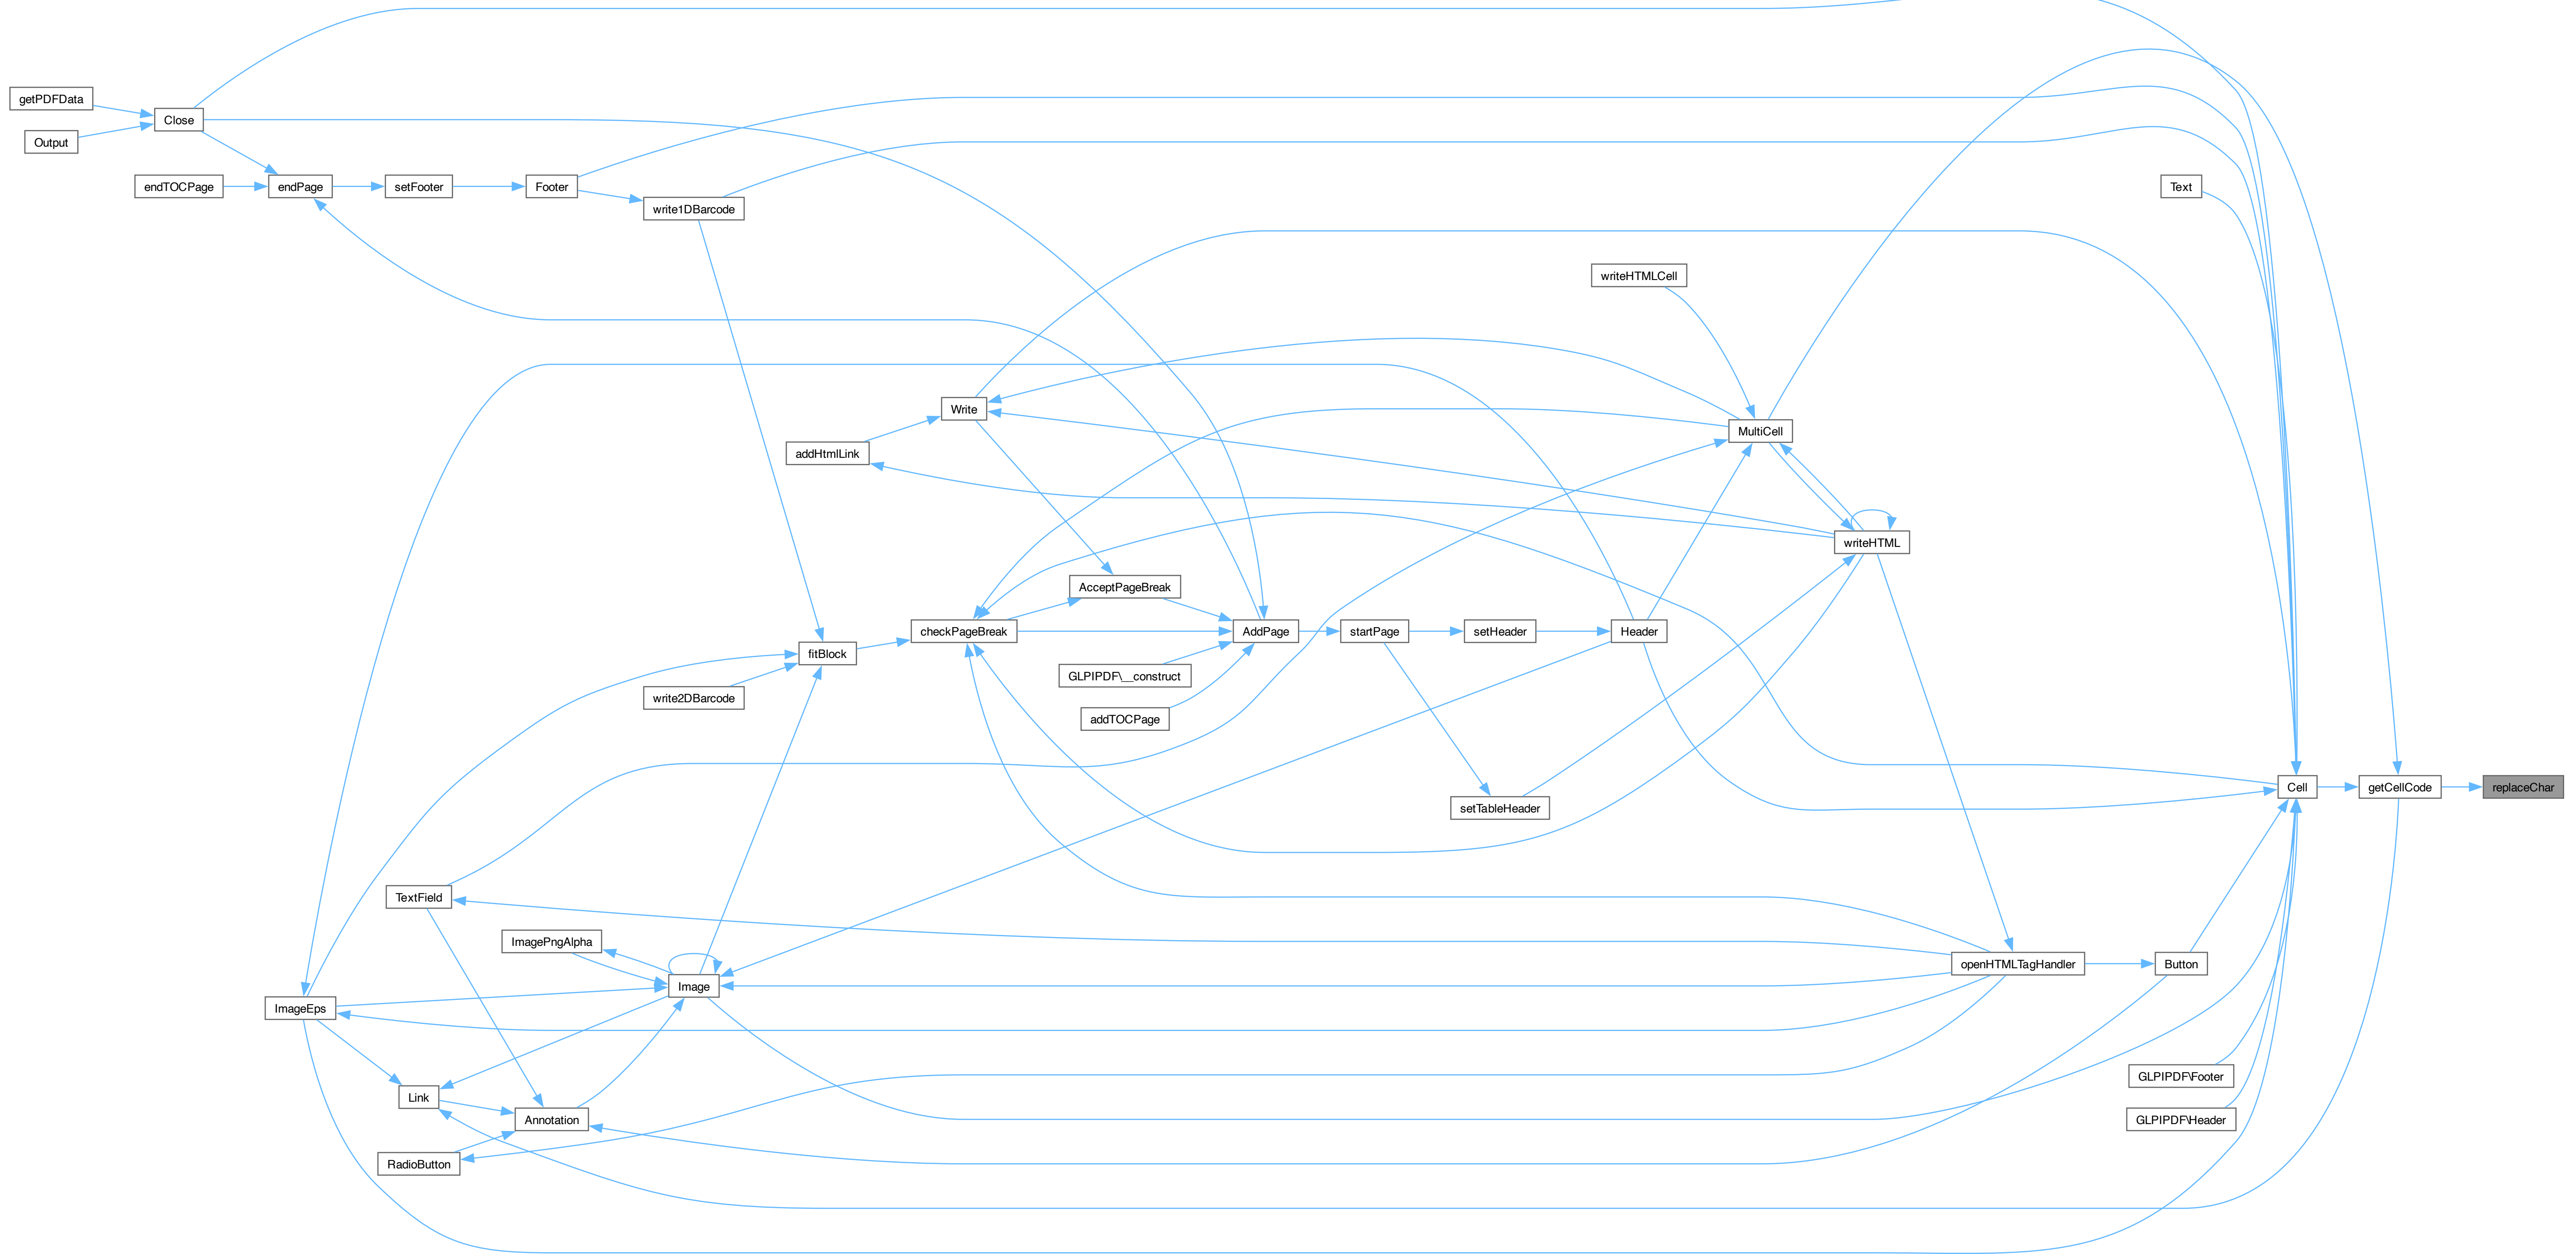 getPDFData
Close
Output
endTOCPage
endPage
setFooter
Footer
write1DBarcode
Text
writeHTMLCell
Write
MultiCell
addHtmlLink
writeHTML
AcceptPageBreak
checkPageBreak
AddPage
startPage
setHeader
Header
fitBlock
GLPIPDF\__construct
write2DBarcode
addTOCPage
Cell
getCellCode
replaceChar
setTableHeader
TextField
ImagePngAlpha
openHTMLTagHandler
Button
Image
ImageEps
GLPIPDF\Footer
Link
Annotation
GLPIPDF\Header
RadioButton